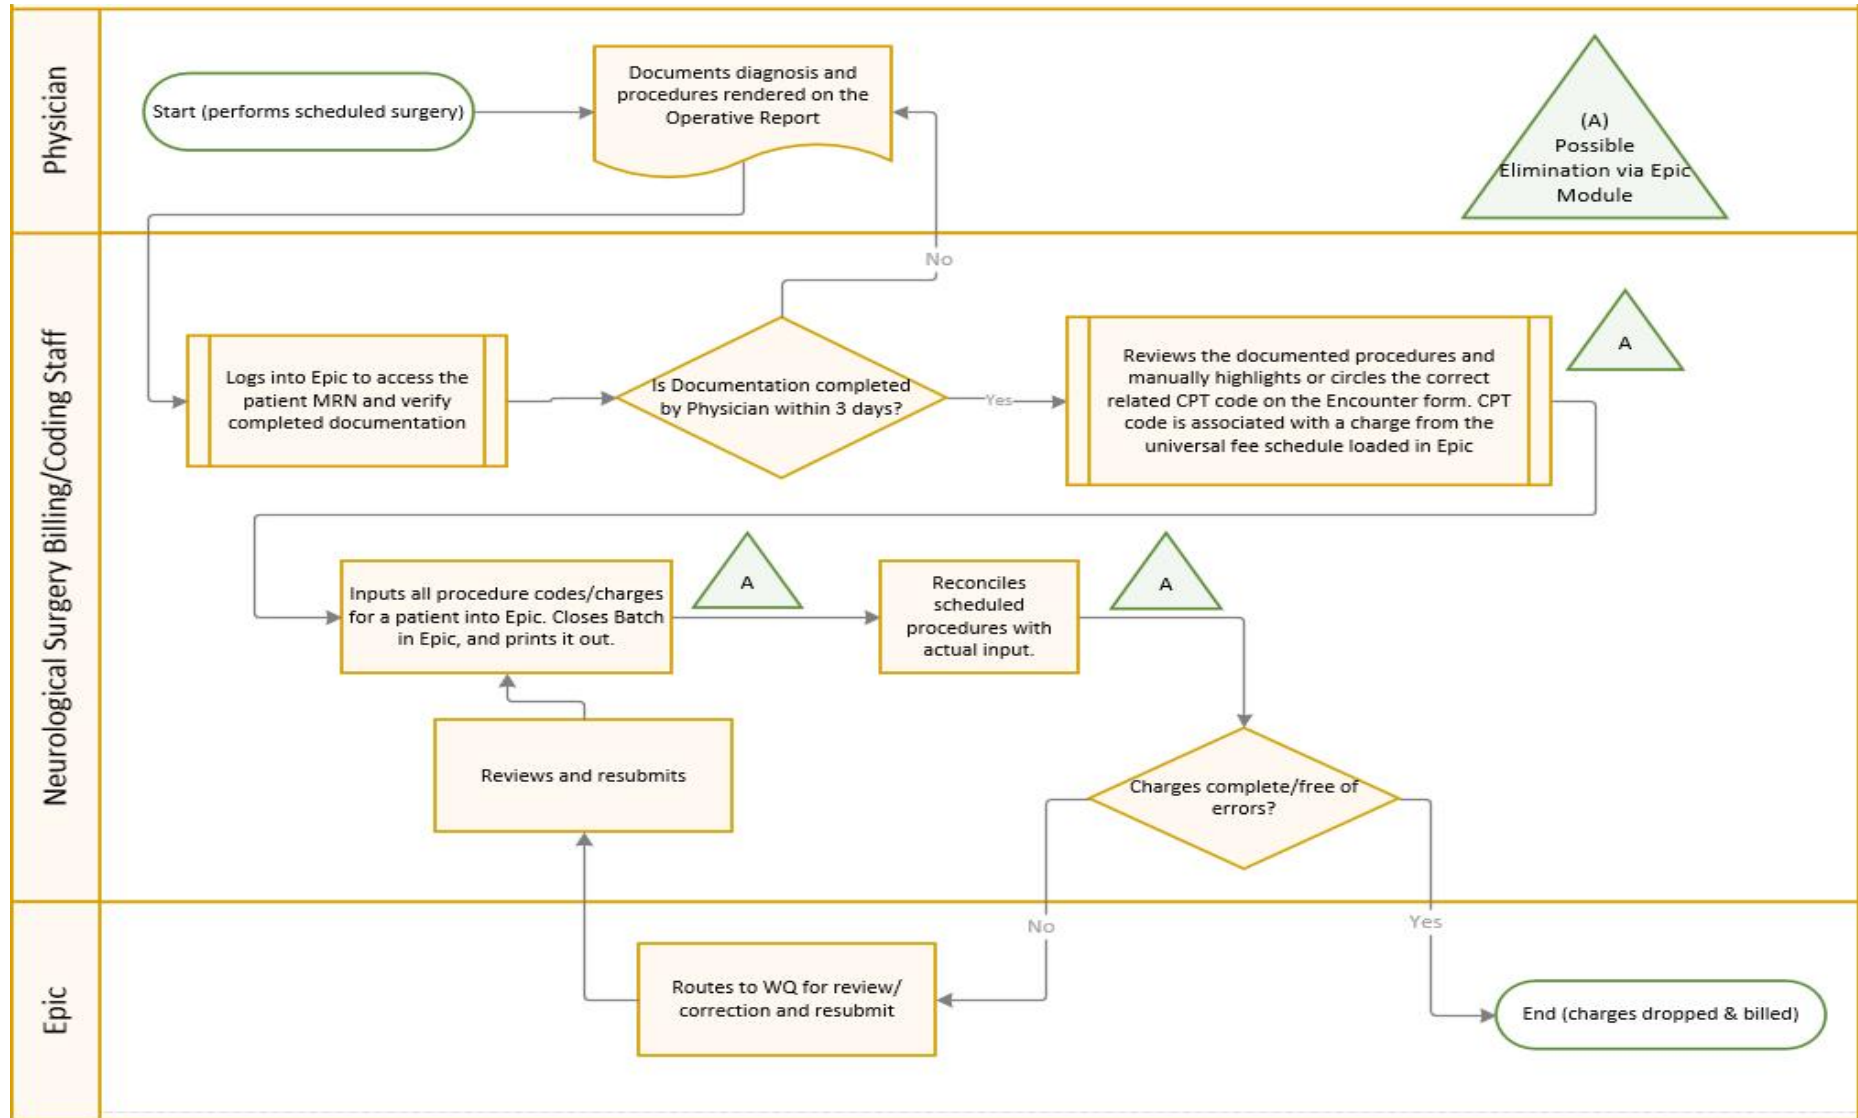 Physician
Start (performs scheduled surgery)
Documents diagnosis and
procedures rendered on the
Operative Report
(A)
Possible
Elimination via Epic
Module
Neurological Surgery Billing/Coding Staff
No
Logs into Epic to access the
patient MRN and verify
completed documentation
Is Documentation completed
by Physician within 3 days?
Yes
Reviews the documented procedures and
manually highlights or circles the correct
related CPT code on the Encounter form. CPT
code is associated with a charge from the
universal fee schedule loaded in Epic
A
Inputs all procedure codes/charges
for a patient into Epic. Closes Batch
in Epic, and prints it out.
A
Reconciles
scheduled
procedures with
actual input.
A
Reviews and resubmits
Charges complete/free of
errors?
Epic
No
Yes
Routes to WQ for review/
correction and resubmit
End (charges dropped & billed)